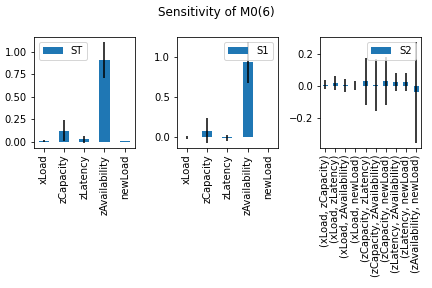 Sensitivity of M0(6)
ST
1.00
0.75
0.50
0.25
0.00
xLoad
zCapacity
zLatency
zAvailability
newLoad
S1
1.0
0.5
0.0
xLoad
zCapacity
zLatency
zAvailability
newLoad
S2
0.2
0.0
−0.2
(xLoad, zCapacity)
(xLoad, zLatency)
(xLoad, zAvailability)
(xLoad, newLoad)
(zCapacity, zLatency)
(zCapacity, zAvailability)
(zCapacity, newLoad)
(zLatency, zAvailability)
(zLatency, newLoad)
(zAvailability, newLoad)